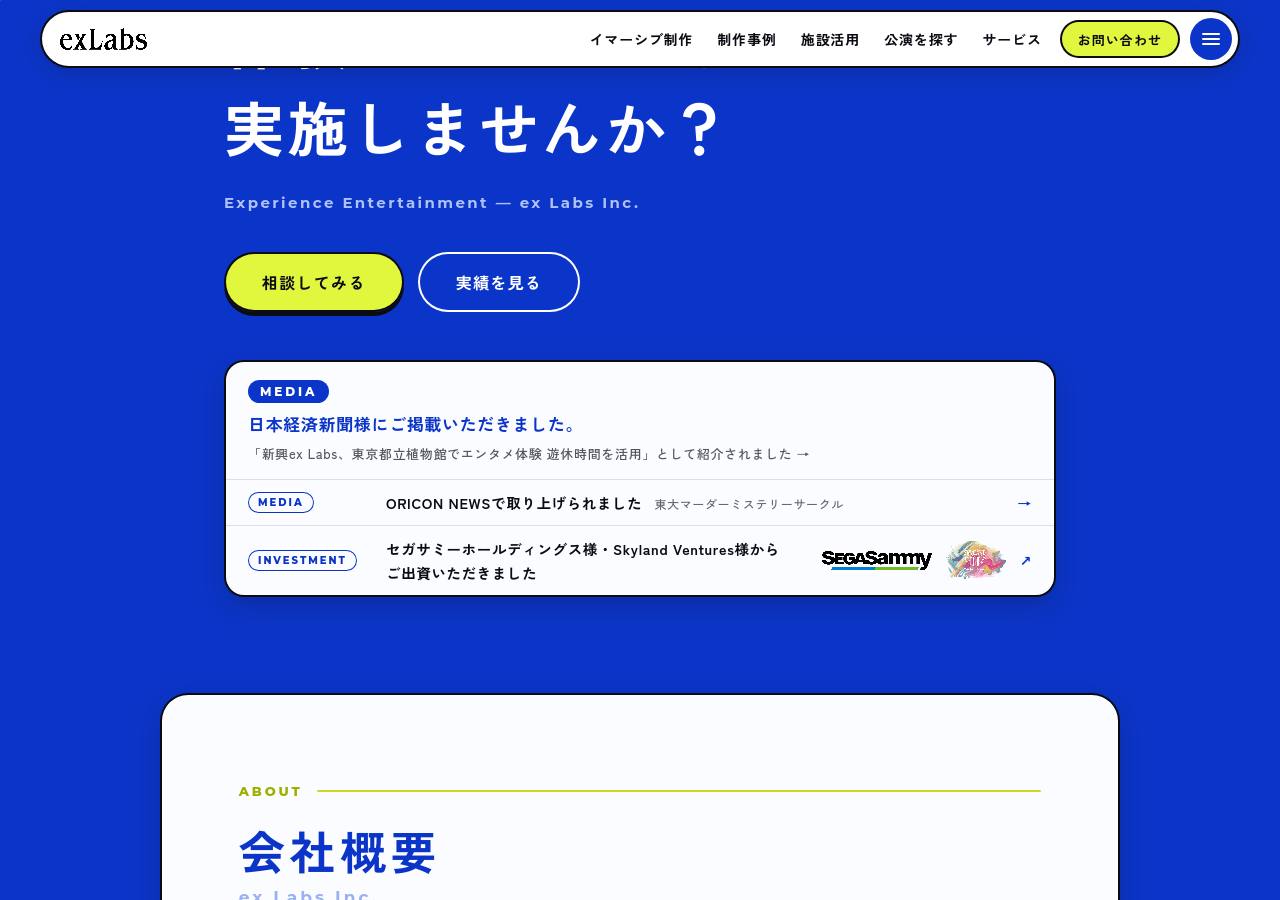 exLabs
イマーシブ制作 制作事例 施設活用 公演を探す サービス お問い合わせ
実施しませんか？
Experience Entertainment — ex Labs Inc.
相談してみる 実績を見る
MEDIA
日本経済新聞様にご掲載いただきました。
「新興ex Labs、東京都立植物館でエンタメ体験 遊休時間を活用」として紹介されました →
MEDIA ORICON NEWSで取り上げられました 東大マーダーミステリーサークル →
INVESTMENT セガサミーホールディングス様・Skyland Ventures様から
ご出資いただきました
SEGASammy ↗
ABOUT
会社概要
ex Labs Inc.